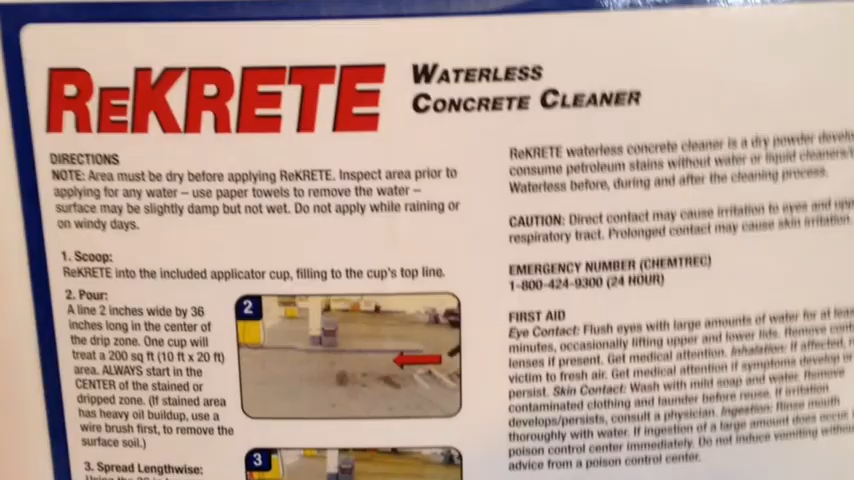 ReKRETE
WATERLESS
CONCRETE CLEANER
DIRECTIONS
NOTE: Area must be dry before applying ReKRETE. Inspect area prior to
applying for any water – use paper towels to remove the water –
surface may be slightly damp but not wet. Do not apply while raining or
on windy days.
1. Scoop:
ReKRETE into the included applicator cup, filling to the cup's top line.
2. Pour:
A line 2 inches wide by 36
inches long in the center of
the drip zone. One cup will
treat a 200 sq ft (10 ft x 20 ft)
area. ALWAYS start in the
CENTER of the stained or
dripped zone. (If stained area
has heavy oil buildup, use a
wire brush first, to remove the
surface soil.)
2
3. Spread Lengthwise:
3
ReKRETE waterless concrete cleaner is a dry powder
consume petroleum stains without water or liquid
Waterless before, during and after the cleaning process.
CAUTION: Direct contact may cause irritation to eyes and
respiratory tract. Prolonged contact may cause skin irritation.
EMERGENCY NUMBER (CHEMTREC)
1-800-424-9300 (24 HOUR)
FIRST AID
Eye Contact: Flush eyes with large amounts of water for at
minutes, occasionally lifting upper and lower lids. Remove
lenses if present. Get medical attention. Inhalation: If affected,
victim to fresh air. Get medical attention if symptoms develop or
persist. Skin Contact: Wash with mild soap and water. Remove
contaminated clothing and launder before reuse. If irritation
develops/persists, consult a physician. Ingestion: Rinse mouth
thoroughly with water. If ingestion of a large amount does occur,
poison control center immediately. Do not induce vomiting
advice from a poison control center.